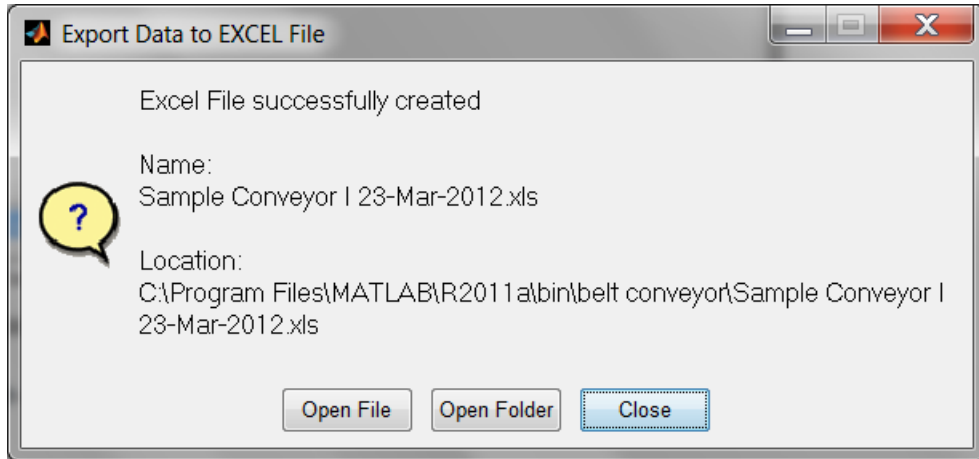 Export Data to EXCEL File
Excel File successfully created
Name:
Sample Conveyor I 23-Mar-2012.xls
?
Location:
C:\Program Files\MATLAB\R2011a\bin\belt conveyor\Sample Conveyor I
23-Mar-2012.xls
Open File Open Folder Close